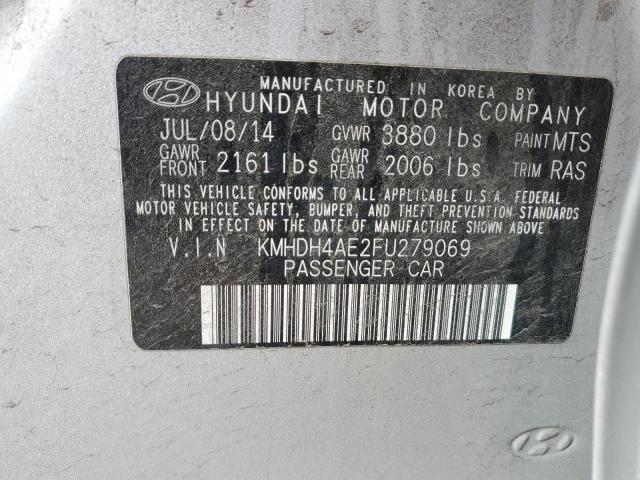 MANUFACTURED IN KOREA BY
HYUNDAI MOTOR COMPANY
JUL/08/14 GVWR 3880 lbs PAINT MTS
GAWR FRONT 2161 lbs GAWR REAR 2006 lbs TRIM RAS
THIS VEHICLE CONFORMS TO ALL APPLICABLE U.S.A. FEDERAL
MOTOR VEHICLE SAFETY, BUMPER, AND THEFT PREVENTION STANDARDS
IN EFFECT ON THE DATE OF MANUFACTURE SHOWN ABOVE
V.I.N KMHDH4AE2FU279069
PASSENGER CAR